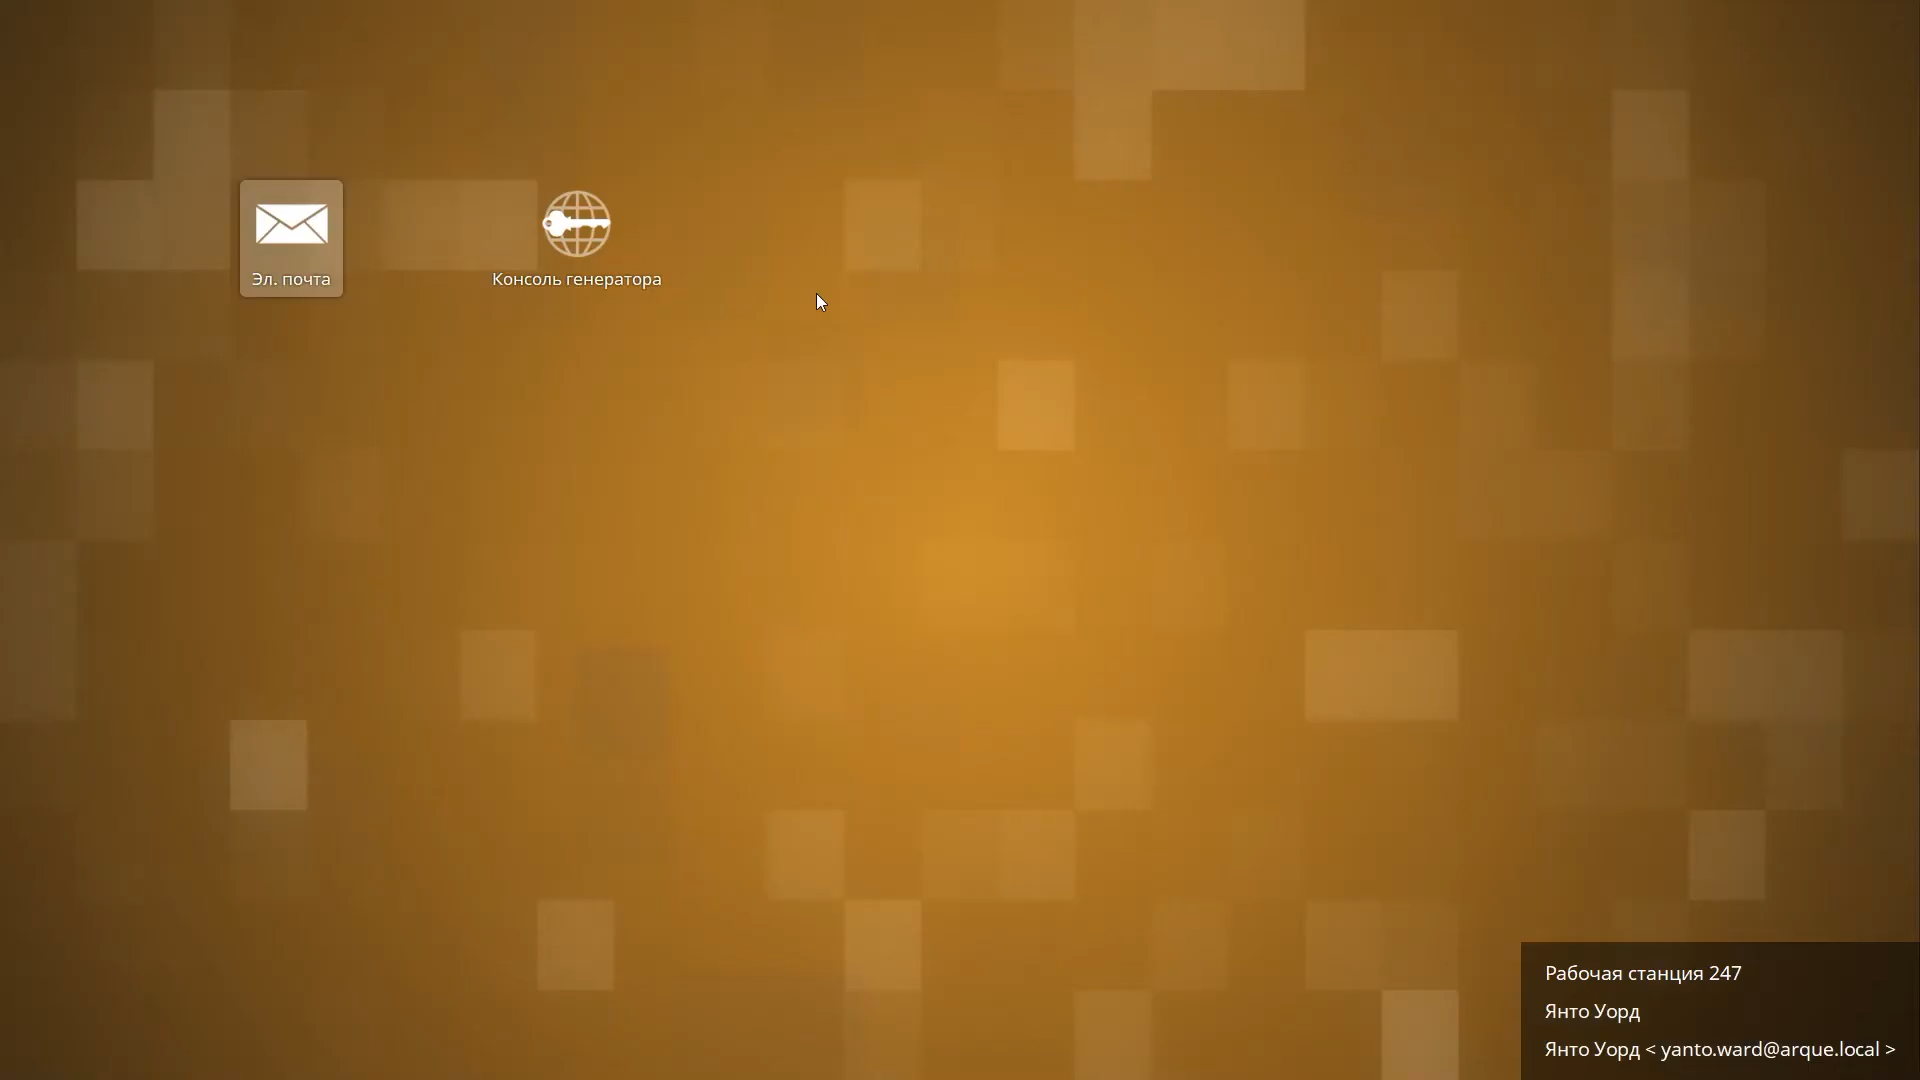 Эл. почта
Консоль генератора
Рабочая станция 247
Янто Уорд
Янто Уорд < yanto.ward@arque.local >